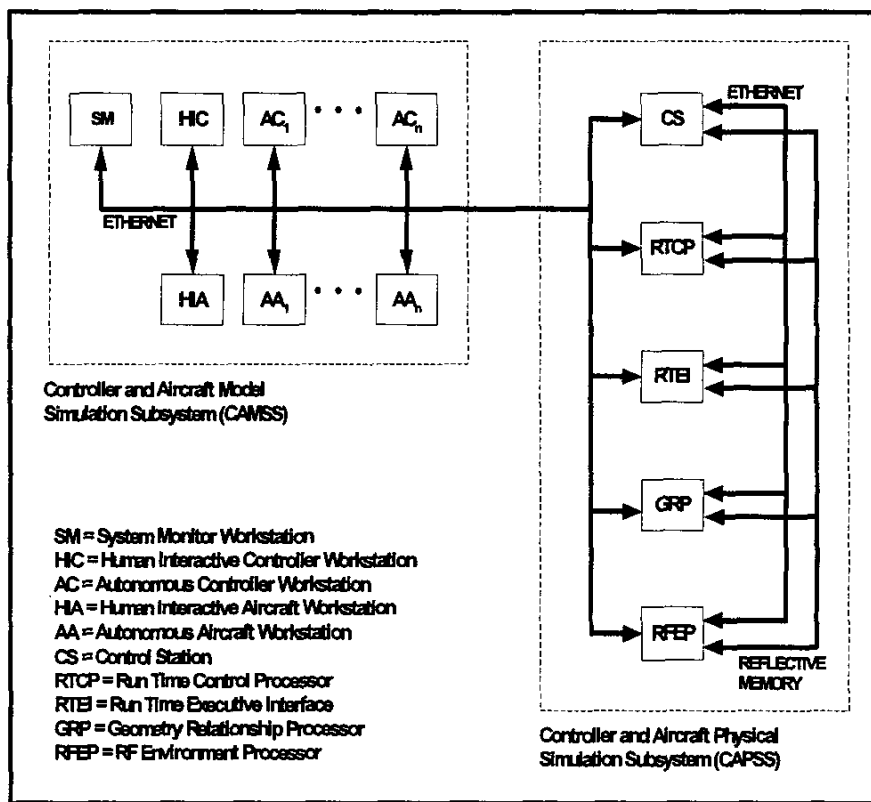 SM HIC AC1 • • • ACn
ETHERNET
HIA AA1 • • • AAn
Controller and Aircraft Model
Simulation Subsystem (CAMSS)
SM = System Monitor Workstation
HIC = Human Interactive Controller Workstation
AC = Autonomous Controller Workstation
HIA = Human Interactive Aircraft Workstation
AA = Autonomous Aircraft Workstation
CS = Control Station
RTCP = Run Time Control Processor
RTEI = Run Time Executive Interface
GRP = Geometry Relationship Processor
RFEP = RF Environment Processor
ETHERNET
CS
RTCP
RTEI
GRP
RFEP
REFLECTIVE
MEMORY
Controller and Aircraft Physical
Simulation Subsystem (CAPSS)